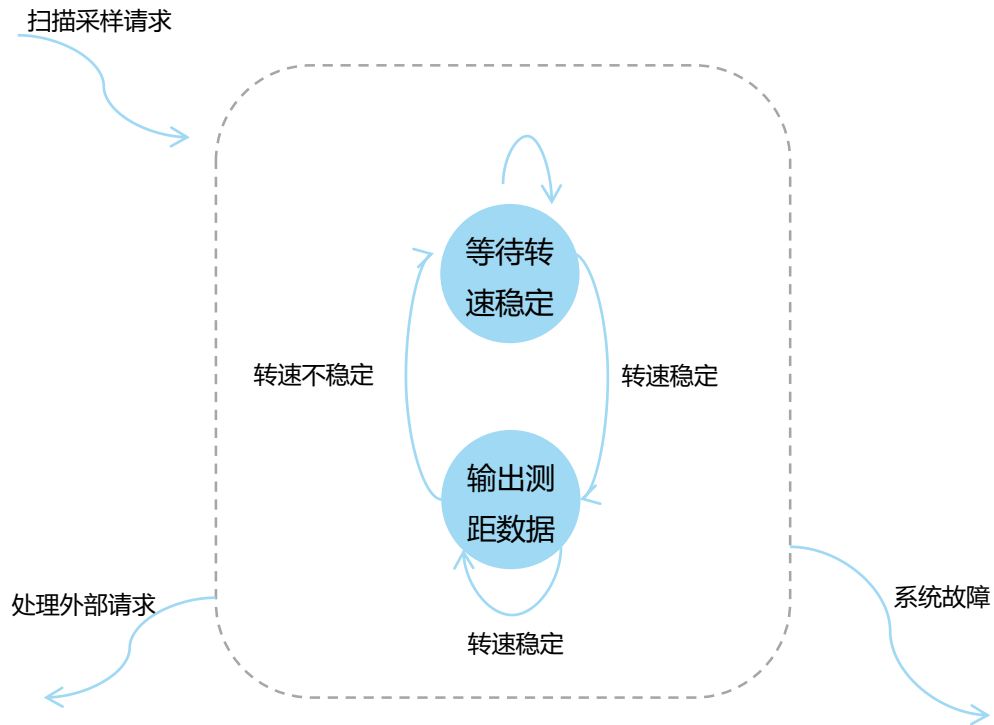 扫描采样请求
等待转
速稳定
转速不稳定
转速稳定
输出测
距数据
处理外部请求
系统故障
转速稳定